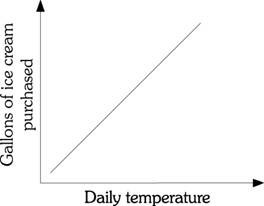 Gallons of ice cream
purchased
Daily temperature